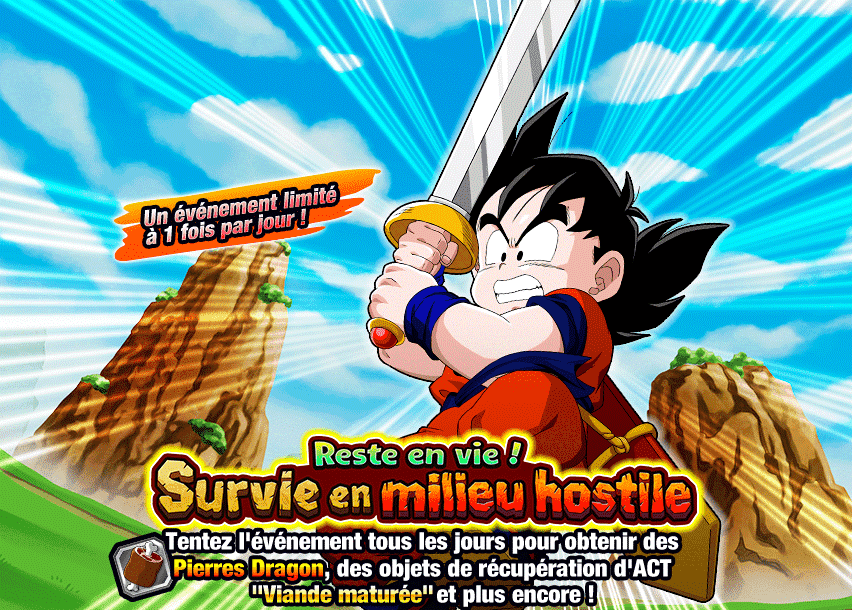 Un événement limité
à 1 fois par jour !
Reste en vie !
Survie en milieu hostile
Tentez l'événement tous les jours pour obtenir des
Pierres Dragon, des objets de récupération d'ACT
"Viande maturée" et plus encore !